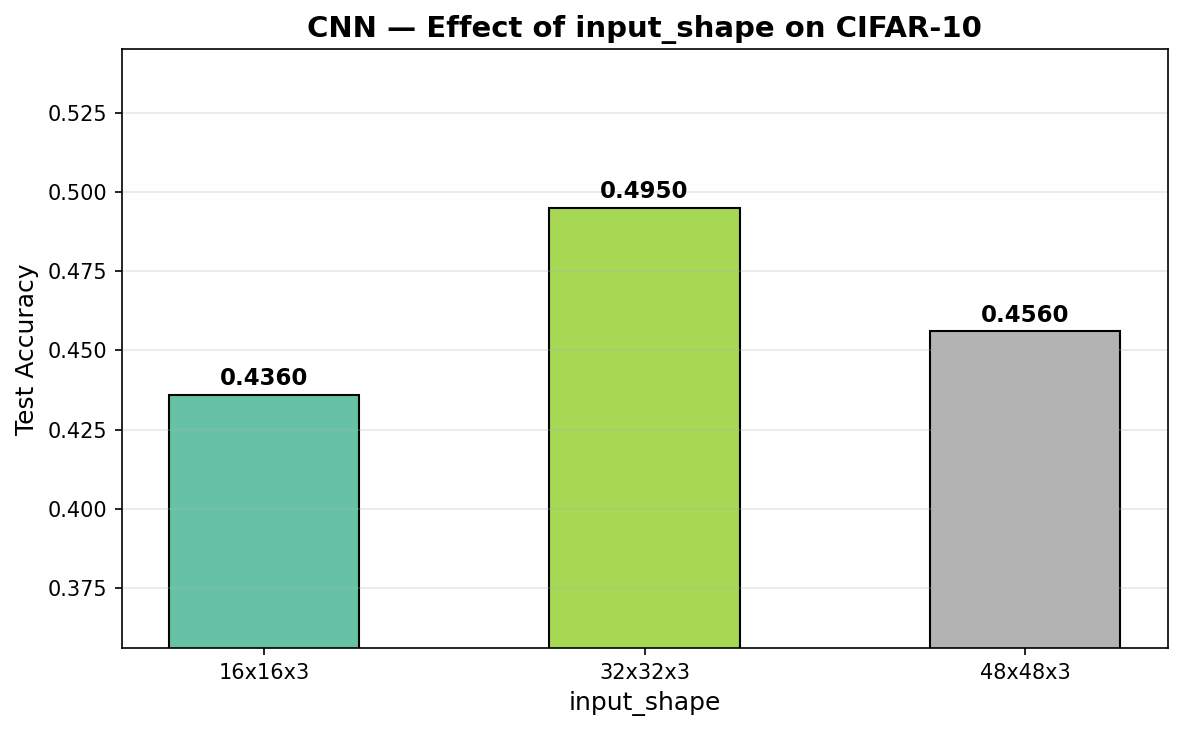 CNN — Effect of input_shape on CIFAR-10
Test Accuracy
0.525
0.500
0.475
0.450
0.425
0.400
0.375
0.4360
0.4950
0.4560
16x16x3
32x32x3
48x48x3
input_shape